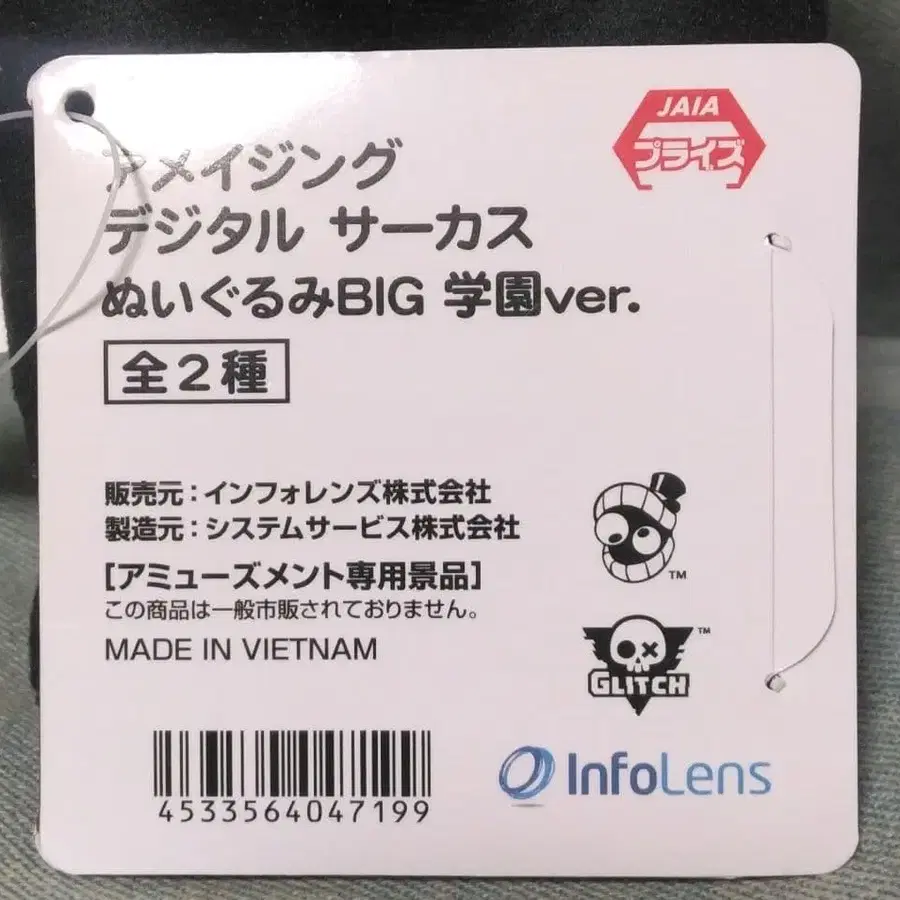 JAIA
プライズ
アメイジング
デジタル サーカス
ぬいぐるみBIG 学園ver.
全2種
販売元：インフォレンズ株式会社
製造元：システムサービス株式会社
[アミューズメント専用景品]
この商品は一般市販されておりません。
MADE IN VIETNAM
TM
TM
GLITCH
4533564047199
InfoLens